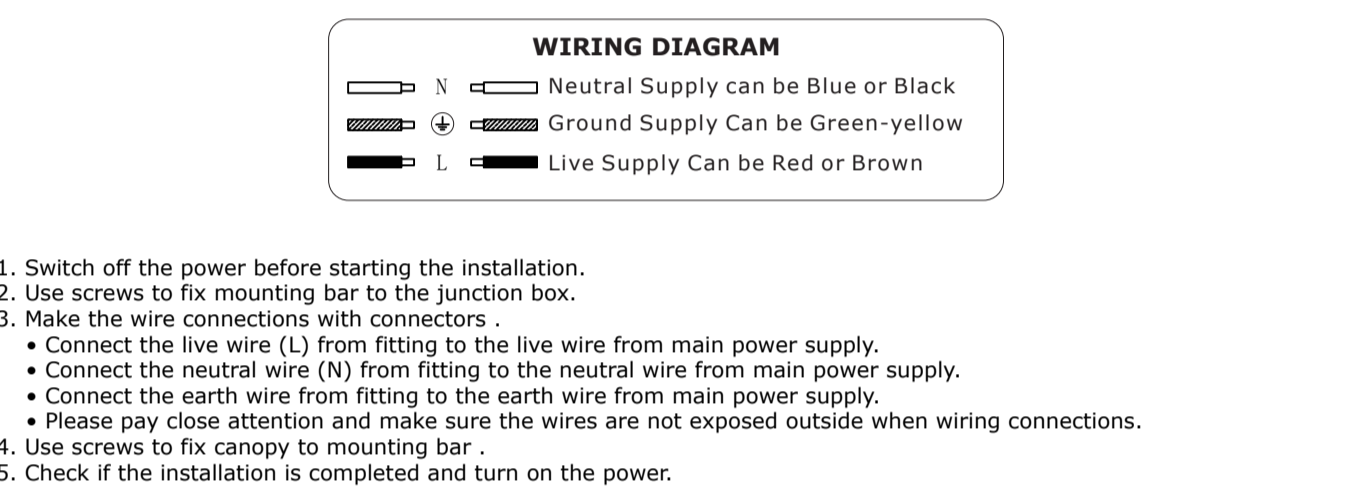 WIRING DIAGRAM
N Neutral Supply can be Blue or Black
Ground Supply Can be Green-yellow
L Live Supply Can be Red or Brown
1. Switch off the power before starting the installation.
2. Use screws to fix mounting bar to the junction box.
3. Make the wire connections with connectors .
• Connect the live wire (L) from fitting to the live wire from main power supply.
• Connect the neutral wire (N) from fitting to the neutral wire from main power supply.
• Connect the earth wire from fitting to the earth wire from main power supply.
• Please pay close attention and make sure the wires are not exposed outside when wiring connections.
4. Use screws to fix canopy to mounting bar .
5. Check if the installation is completed and turn on the power.